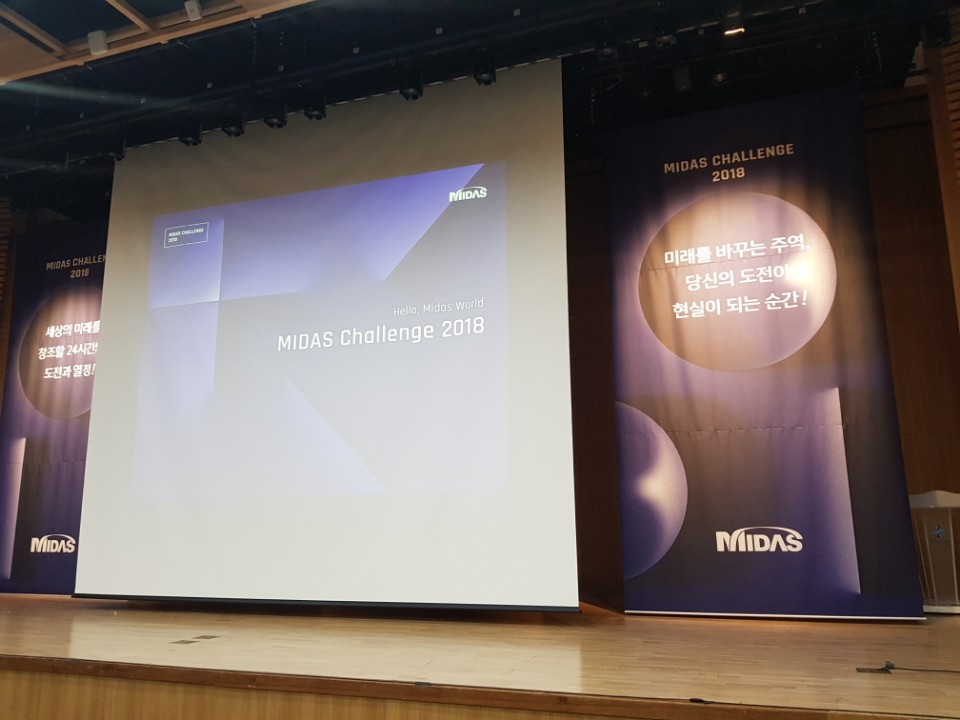 MIDAS CHALLEN
2018
세상의 미래를
창조할 24시간의
도전과 열정!
MIDAS
MIDAS CHALLENGE
2018
MIDAS
Hello, Midas World
MIDAS Challenge 2018
MIDAS CHALLENGE
2018
미래를 바꾸는 주역,
당신의 도전이
현실이 되는 순간!
MIDAS